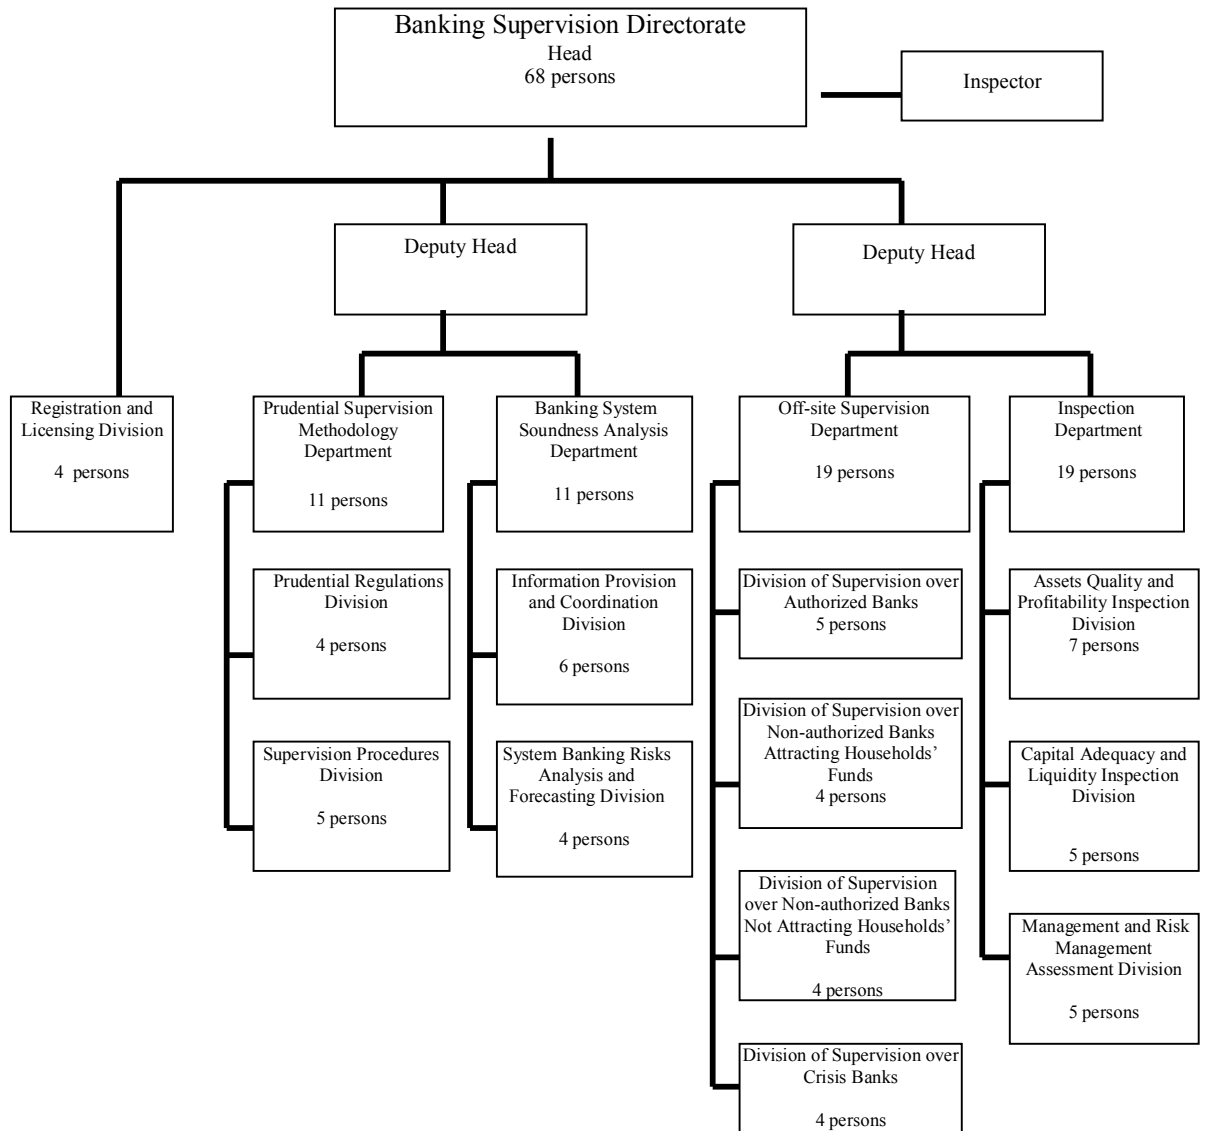 Banking Supervision Directorate
Head
68 persons
Inspector
Deputy Head
Deputy Head
Registration and
Licensing Division
4 persons
Prudential Supervision
Methodology
Department
11 persons
Banking System
Soundness Analysis
Department
11 persons
Off-site Supervision
Department
19 persons
Inspection
Department
19 persons
Prudential Regulations
Division
4 persons
Information Provision
and Coordination
Division
6 persons
Division of Supervision over
Authorized Banks
5 persons
Assets Quality and
Profitability Inspection
Division
7 persons
Supervision Procedures
Division
5 persons
System Banking Risks
Analysis and
Forecasting Division
4 persons
Division of Supervision over
Non-authorized Banks
Attracting Households’
Funds
4 persons
Capital Adequacy and
Liquidity Inspection
Division
5 persons
Division of Supervision
over Non-authorized Banks
Not Attracting Households’
Funds
4 persons
Management and Risk
Management
Assessment Division
5 persons
Division of Supervision over
Crisis Banks
4 persons